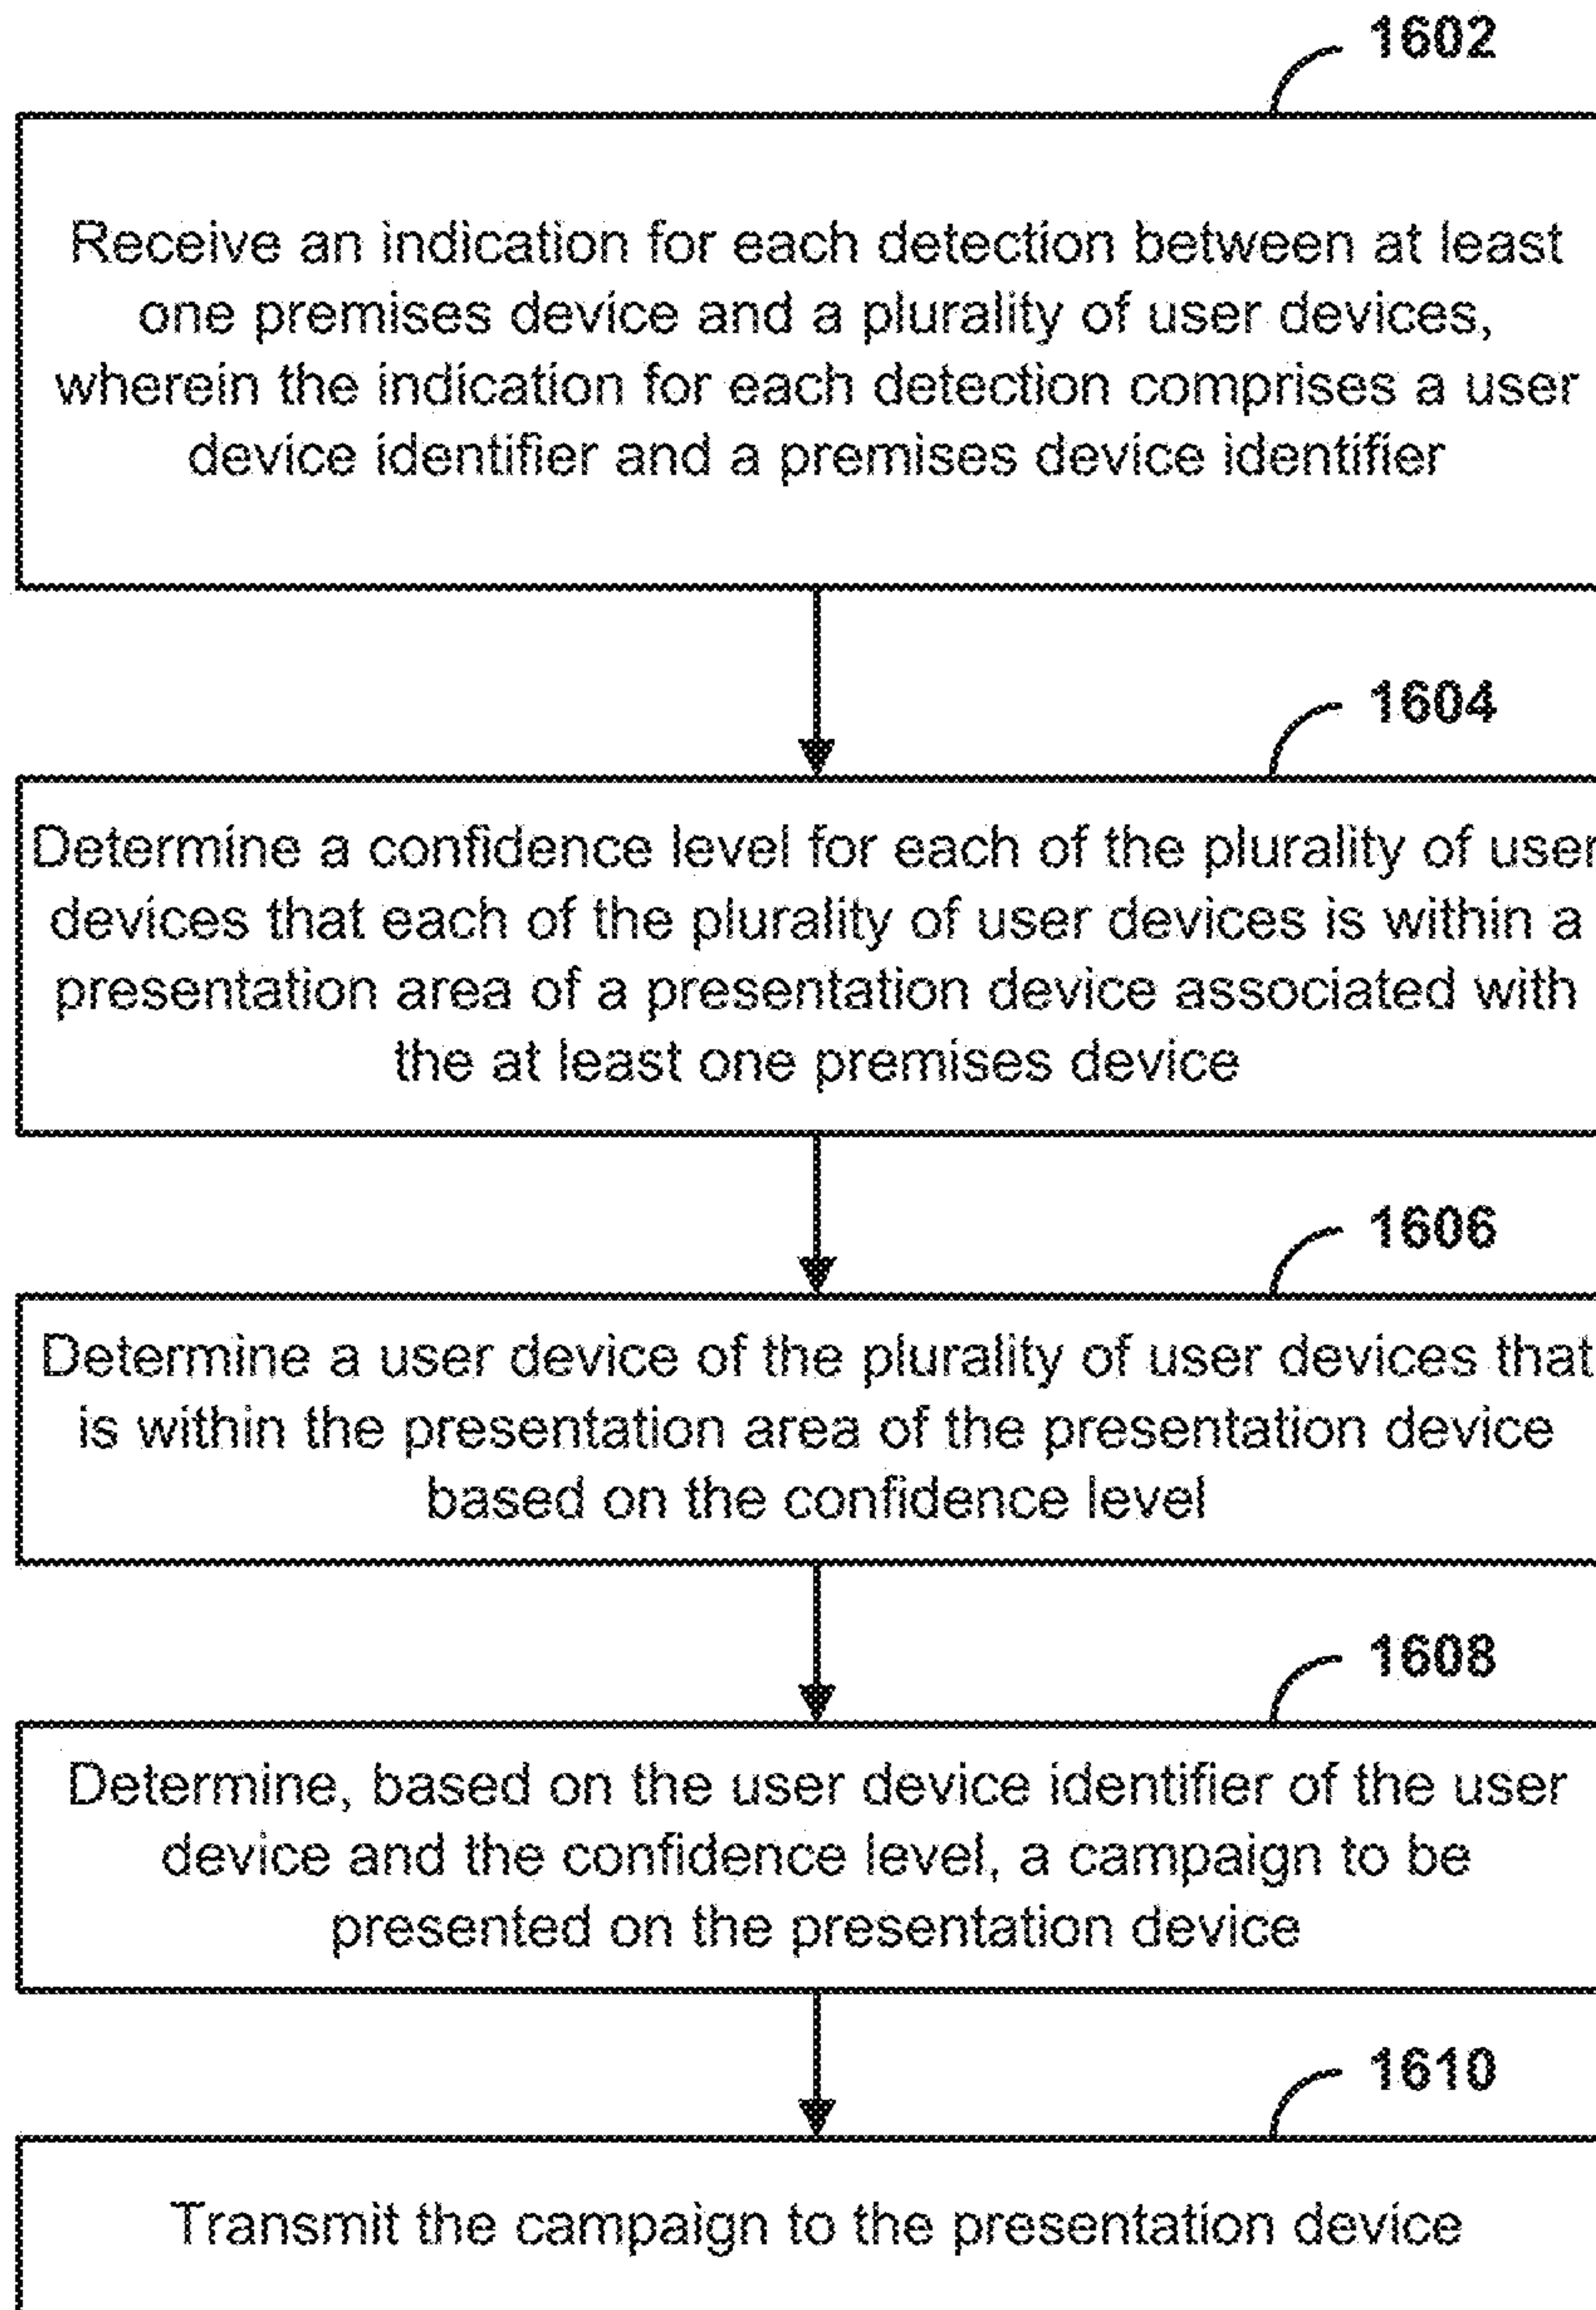 1602
Receive an indication for each detection between at least
one premises device and a plurality of user devices,
wherein the indication for each detection comprises a user
device identifier and a premises device identifier
1604
Determine a confidence level for each of the plurality of user
devices that each of the plurality of user devices is within a
presentation area of a presentation device associated with
the at least one premises device
1606
Determine a user device of the plurality of user devices that
is within the presentation area of the presentation device
based on the confidence level
1608
Determine, based on the user device identifier of the user
device and the confidence level, a campaign to be
presented on the presentation device
1610
Transmit the campaign to the presentation device